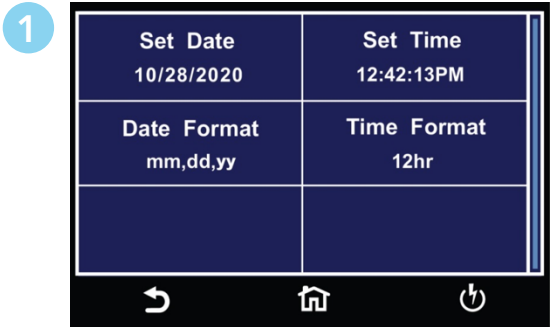 1
Set Date
10/28/2020
Set Time
12:42:13PM
Date Format
mm,dd,yy
Time Format
12hr